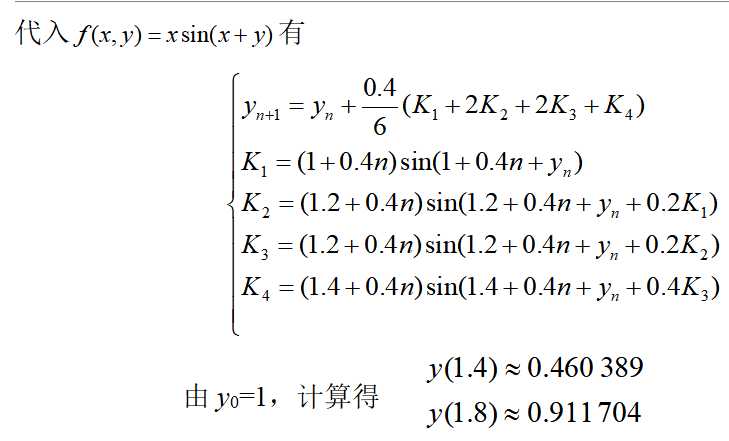 代入 f(x, y) = x sin(x + y) 有
y_{n+1} = y_n + \frac{0.4}{6}(K_1 + 2K_2 + 2K_3 + K_4)
K_1 = (1 + 0.4n) sin(1 + 0.4n + y_n)
K_2 = (1.2 + 0.4n) sin(1.2 + 0.4n + y_n + 0.2K_1)
K_3 = (1.2 + 0.4n) sin(1.2 + 0.4n + y_n + 0.2K_2)
K_4 = (1.4 + 0.4n) sin(1.4 + 0.4n + y_n + 0.4K_3)
由 y_0=1，计算得
y(1.4) ≈ 0.460 389
y(1.8) ≈ 0.911 704